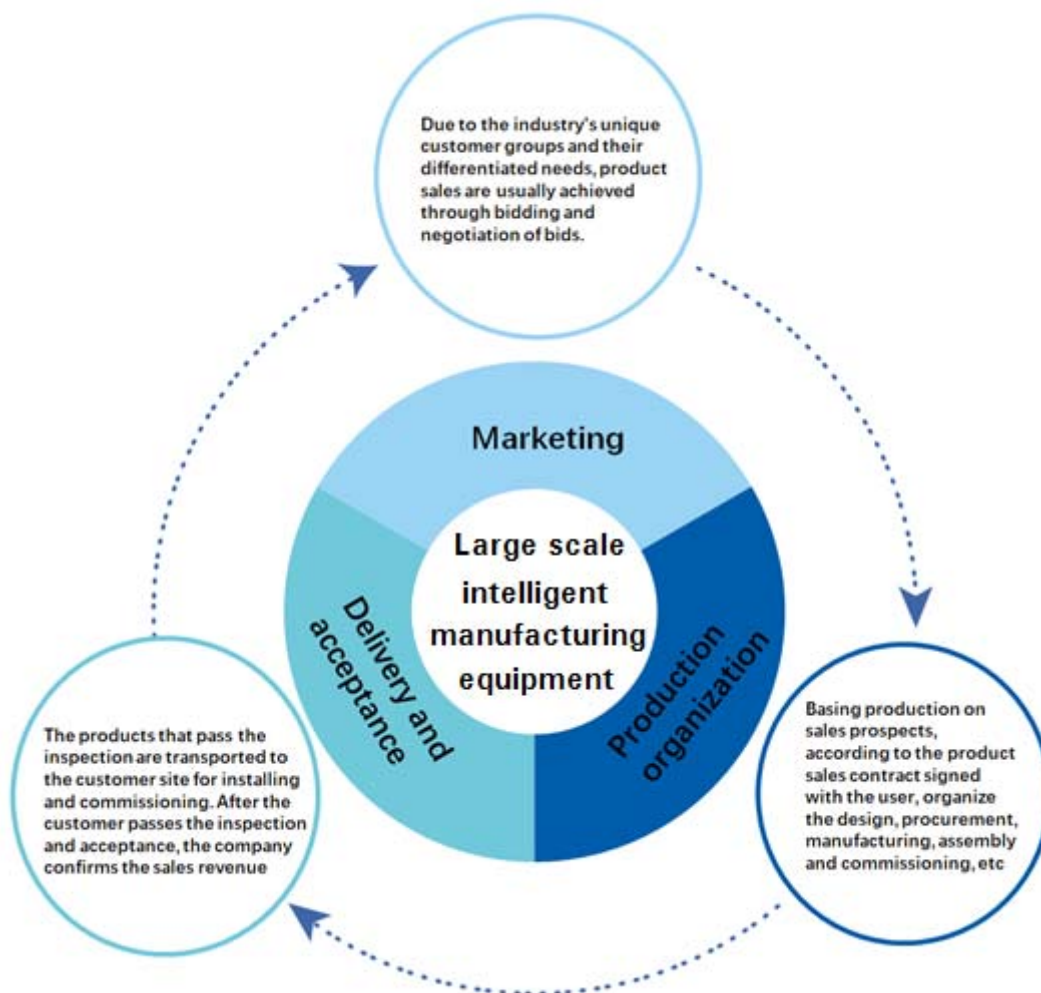 Due to the industry's unique
customer groups and their
differentiated needs, product
sales are usually achieved
through bidding and
negotiation of bids.
Marketing
Large scale
intelligent
manufacturing
equipment
Delivery and
acceptance
Production
organization
The products that pass the
inspection are transported to
the customer site for installing
and commissioning. After the
customer passes the inspection
and acceptance, the company
confirms the sales revenue
Basing production on
sales prospects,
according to the product
sales contract signed
with the user, organize
the design, procurement,
manufacturing, assembly
and commissioning, etc